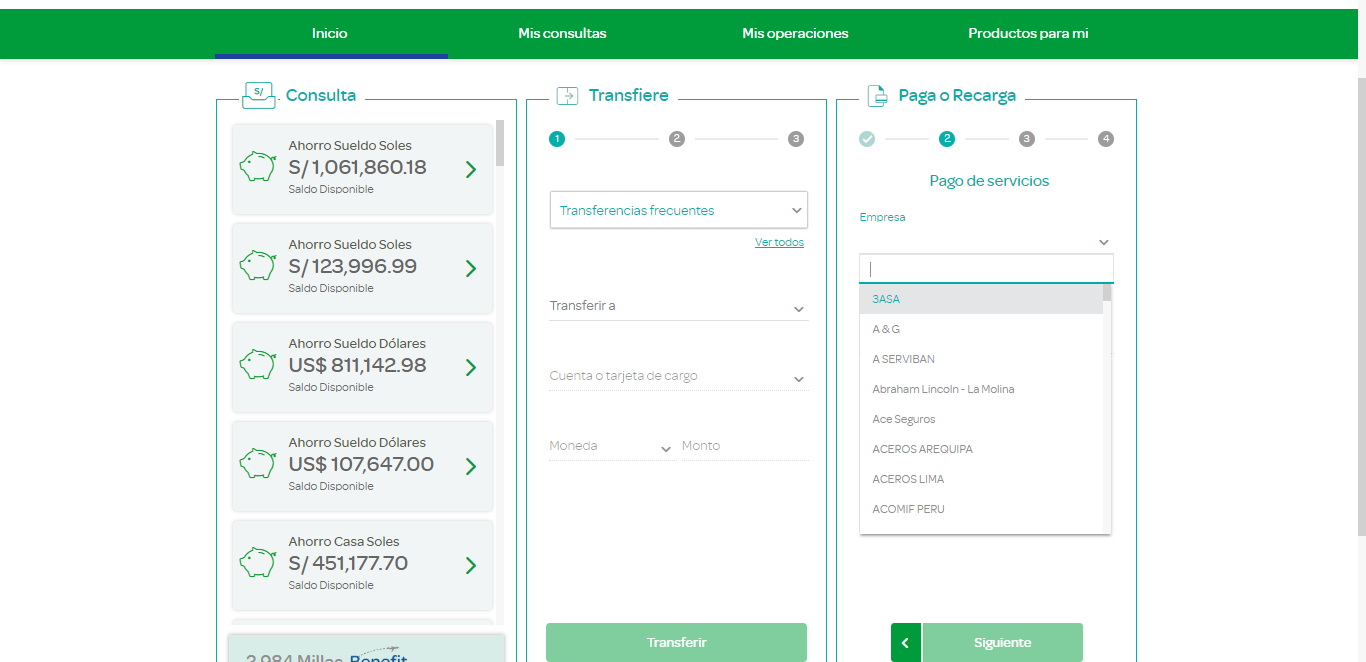 Inicio
Mis consultas
Mis operaciones
Productos para mi
S/
Consulta
Ahorro Sueldo Soles
S/ 1,061,860.18
Saldo Disponible
Ahorro Sueldo Soles
S/ 123,996.99
Saldo Disponible
Ahorro Sueldo Dólares
US$ 811,142.98
Saldo Disponible
Ahorro Sueldo Dólares
US$ 107,647.00
Saldo Disponible
Ahorro Casa Soles
S/ 451,177.70
Saldo Disponible
2,984 Millas Benefit
Transfiere
1
2
3
Transferencias frecuentes
Ver todos
Transferir a
Cuenta o tarjeta de cargo
Moneda
Monto
Transferir
Paga o Recarga
2
3
4
Pago de servicios
Empresa
3ASA
A & G
A SERVIBAN
Abraham Lincoln - La Molina
Ace Seguros
ACEROS AREQUIPA
ACEROS LIMA
ACOMIF PERU
Siguiente